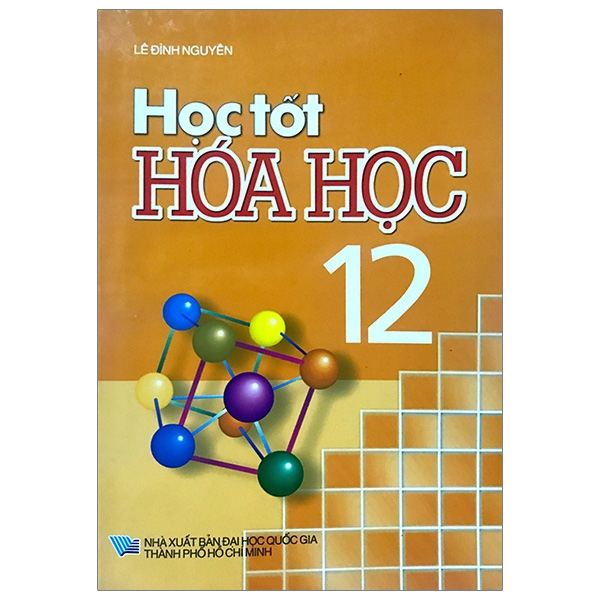 LÊ ĐÌNH NGUYÊN
Học tốt
HÓA HỌC
12
NHÀ XUẤT BẢN ĐẠI HỌC QUỐC GIA
THÀNH PHỐ HỒ CHÍ MINH